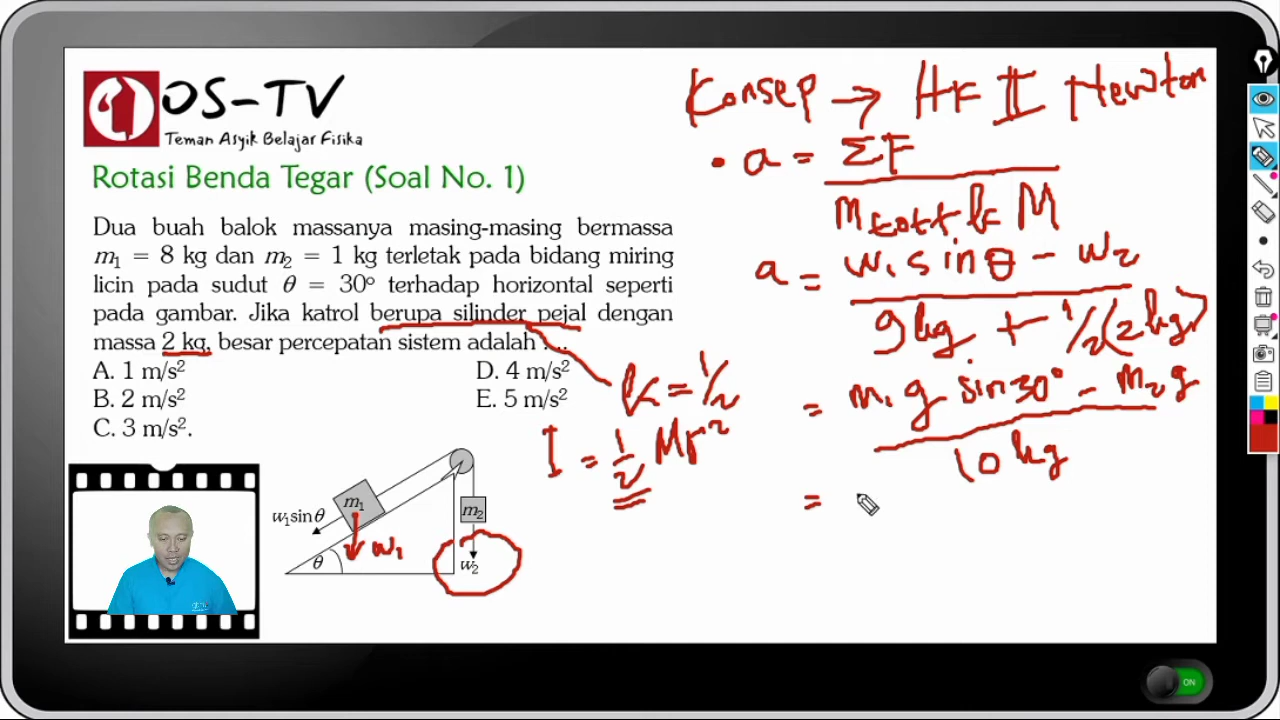 OS-TV
Teman Asyik Belajar Fisika
Rotasi Benda Tegar (Soal No. 1)
Dua buah balok massanya masing-masing bermassa
m₁ = 8 kg dan m₂ = 1 kg terletak pada bidang miring
licin pada sudut θ = 30° terhadap horizontal seperti
pada gambar. Jika katrol berupa silinder pejal dengan
massa 2 kg, besar percepatan sistem adalah ....
A. 1 m/s²
B. 2 m/s²
C. 3 m/s².
D. 4 m/s²
E. 5 m/s²
m₁
m₂
w₁sinθ
θ
w₂
w₁
k = 1/2
I = 1/2 Mr²
Konsep → HK II Newton
• a = ΣF
mtott + k M
a = w₁ sin θ - w₂
9 kg + 1/2 (2 kg)
= m₁ g sin 30° - m₂ g
10 kg
=
ON